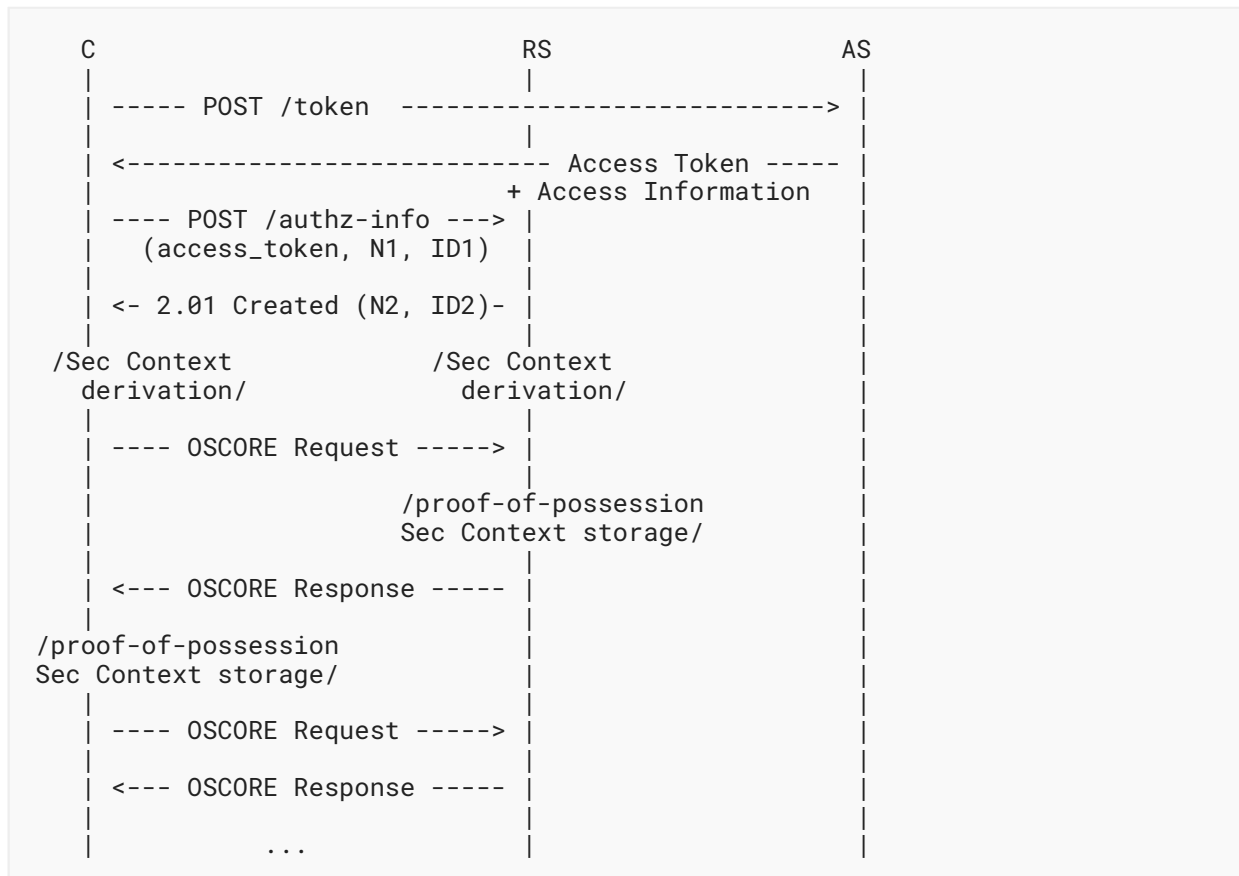 C RS AS
----- POST /token ---------------------------->
<---------------------------- Access Token -----
+ Access Information
---- POST /authz-info --->
(access_token, N1, ID1)
<- 2.01 Created (N2, ID2)-
/Sec Context /Sec Context
derivation/ derivation/
---- OSCORE Request ----->
/proof-of-possession
Sec Context storage/
<--- OSCORE Response -----
/proof-of-possession
Sec Context storage/
---- OSCORE Request ----->
<--- OSCORE Response -----
...